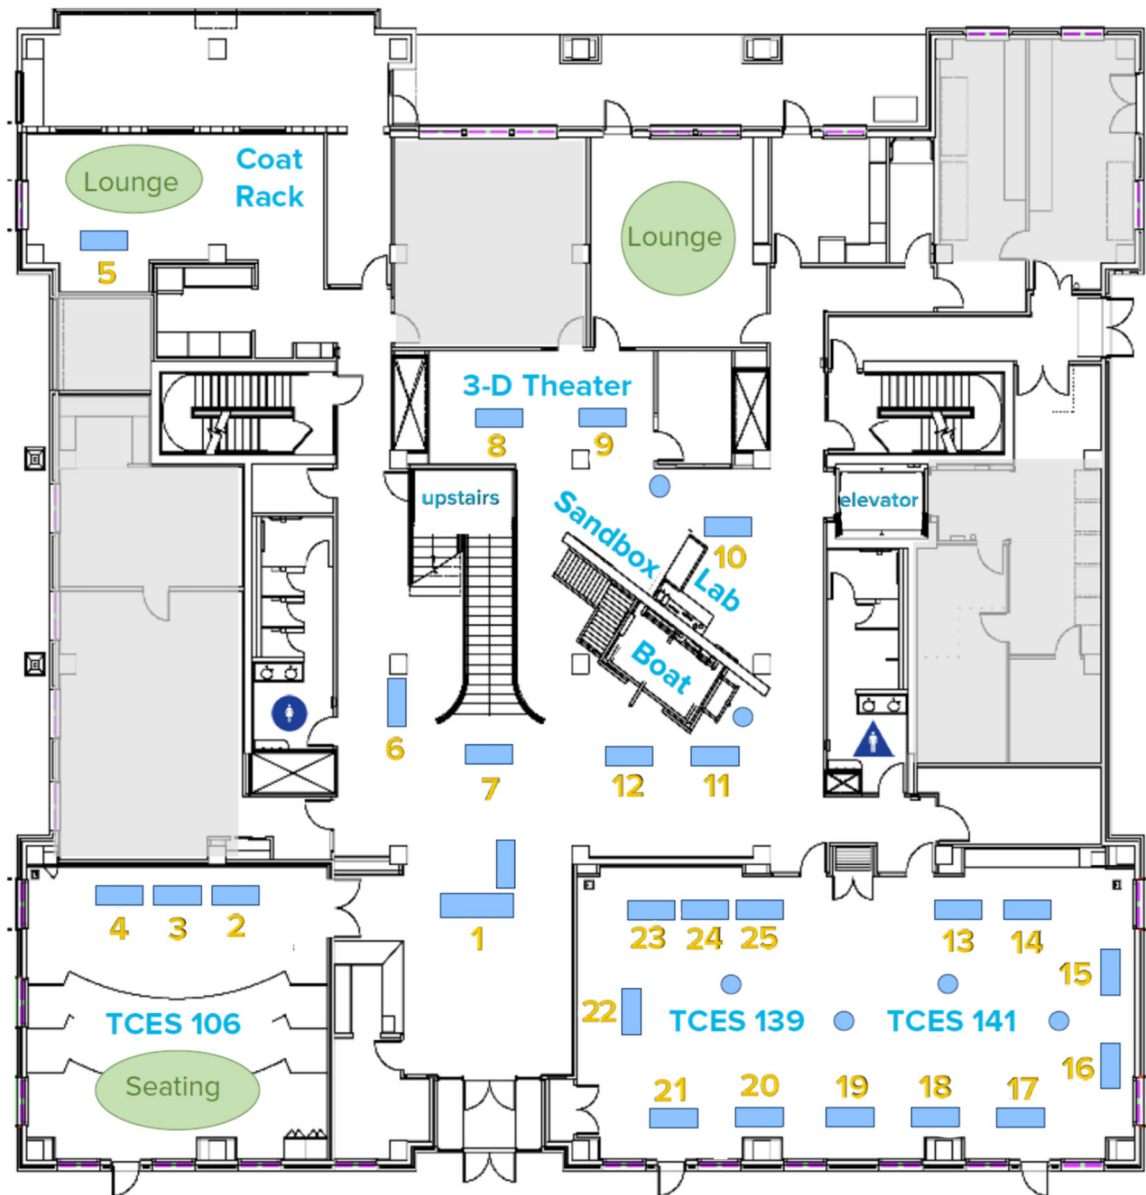 Coat
Rack
Lounge
Lounge
5
3-D Theater
8
9
upstairs
elevator
Sandbox
10
Lab
Boat
6
7
12
11
1
4
3
2
23
24
25
13
14
15
22
TCES 106
TCES 139
TCES 141
Seating
16
21
20
19
18
17